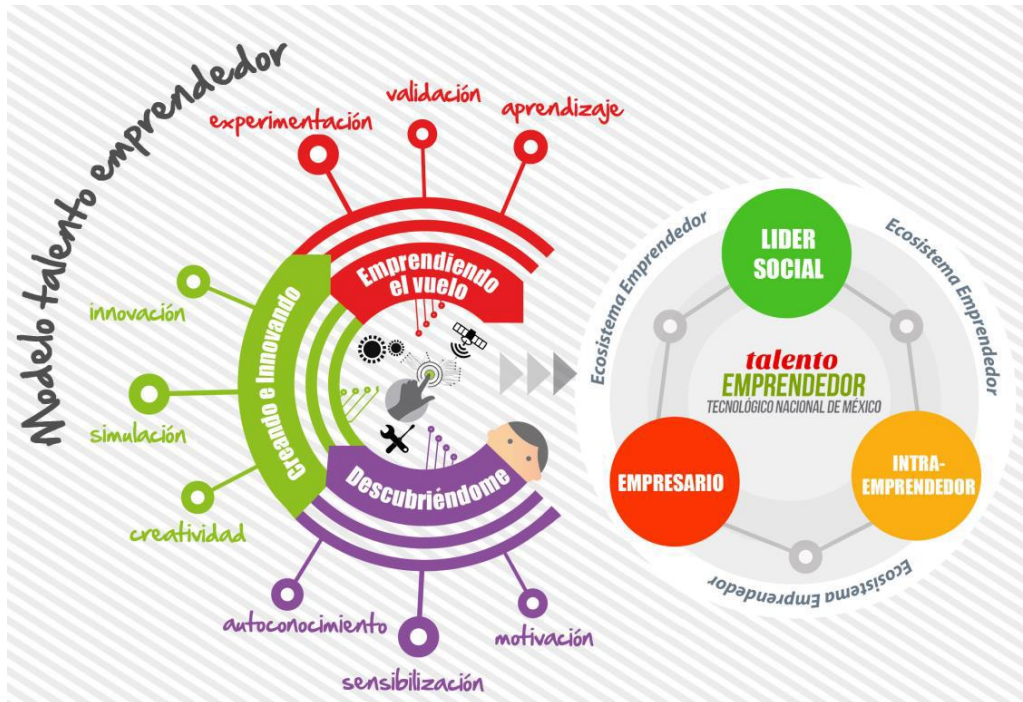 Modelo talento emprendedor
experimentación
validación
aprendizaje
Emprendiendo
el vuelo
innovación
simulación
creatividad
Creando e Innovando
Descubriéndome
autoconocimiento
sensibilización
motivación
Ecosistema Emprendedor
Ecosistema Emprendedor
Ecosistema Emprendedor
LIDER
SOCIAL
talento
EMPRENDEDOR
TECNOLÓGICO NACIONAL DE MÉXICO
EMPRESARIO
INTRA-
EMPRENDEDOR